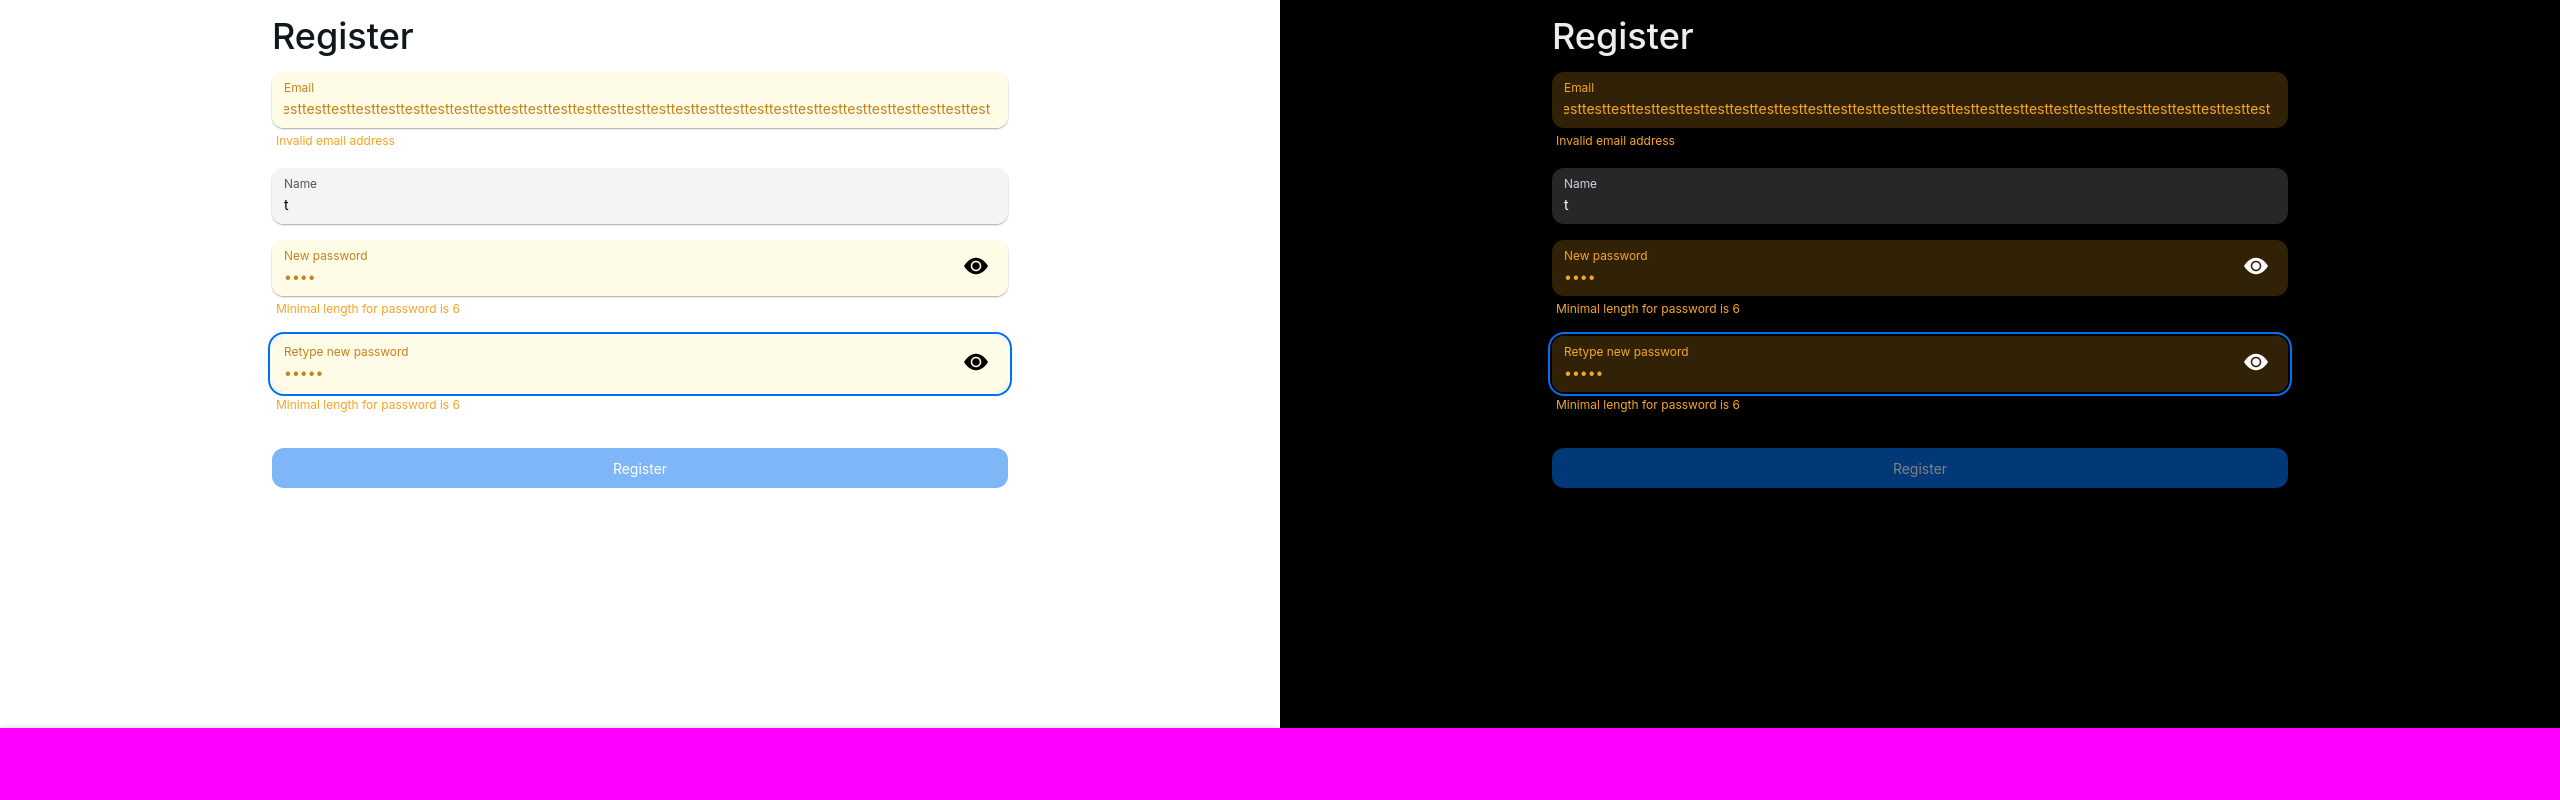 Register
Email
esttesttesttesttesttesttesttesttesttesttesttesttesttesttesttesttesttesttesttesttesttesttesttesttesttesttesttesttest
Invalid email address
Name
t
New password
••••
Minimal length for password is 6
Retype new password
•••••
Minimal length for password is 6
Register
Register
Email
esttesttesttesttesttesttesttesttesttesttesttesttesttesttesttesttesttesttesttesttesttesttesttesttesttesttesttesttest
Invalid email address
Name
t
New password
••••
Minimal length for password is 6
Retype new password
•••••
Minimal length for password is 6
Register